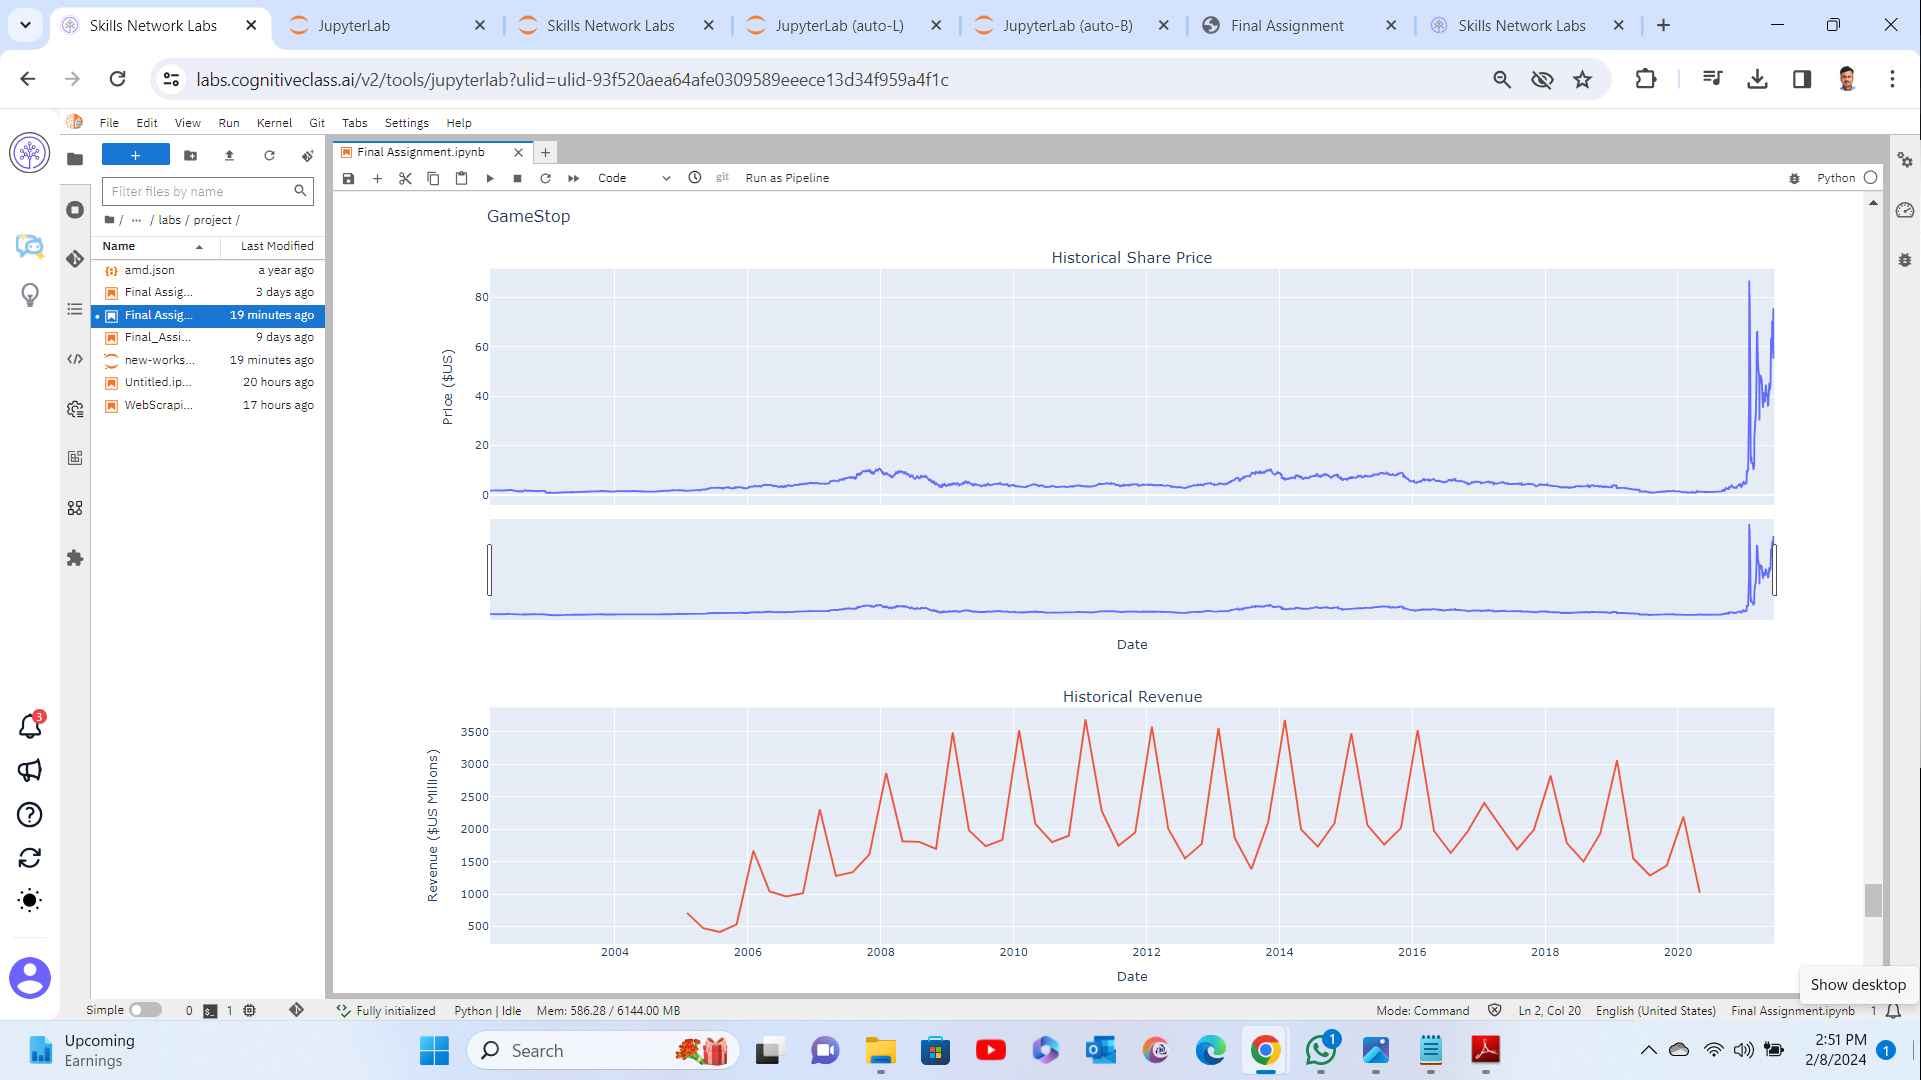 Skills Network Labs
JupyterLab
Skills Network Labs
JupyterLab (auto-L)
JupyterLab (auto-B)
Final Assignment
Skills Network Labs
labs.cognitiveclass.ai/v2/tools/jupyterlab?ulid=ulid-93f520aea64afe0309589eeece13d34f959a4f1c
File Edit View Run Kernel Git Tabs Settings Help
Final Assignment.ipynb
Filter files by name
Code
git
Run as Pipeline
Python
/ ... / labs / project /
Name Last Modified
amd.json a year ago
Final Assig... 3 days ago
Final Assig... 19 minutes ago
Final_Assi... 9 days ago
new-works... 19 minutes ago
Untitled.ip... 20 hours ago
WebScrapi... 17 hours ago
GameStop
Historical Share Price
80
60
40
20
0
Price ($US)
Date
Historical Revenue
3500
3000
2500
2000
1500
1000
500
Revenue ($US Millions)
2004 2006 2008 2010 2012 2014 2016 2018 2020
Date
3
Show desktop
Simple 0 $_ 1 Fully initialized Python | Idle Mem: 586.28 / 6144.00 MB Mode: Command Ln 2, Col 20 English (United States) Final Assignment.ipynb 1
Upcoming
Earnings
Search
1
2:51 PM
2/8/2024
1